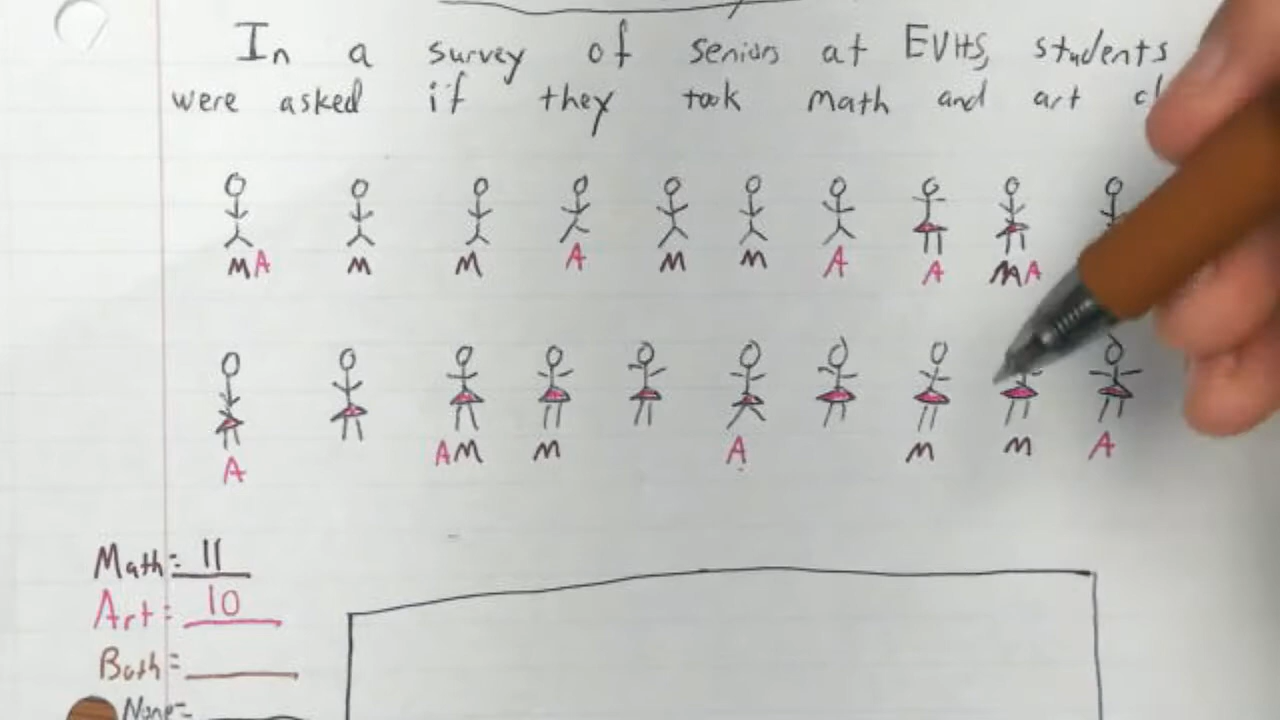 In a survey of seniors at EVHS, students
were asked if they took math and art
MA M M A M M A A MA
A AM M A M M A
Math= 11
Art= 10
Both=
None=